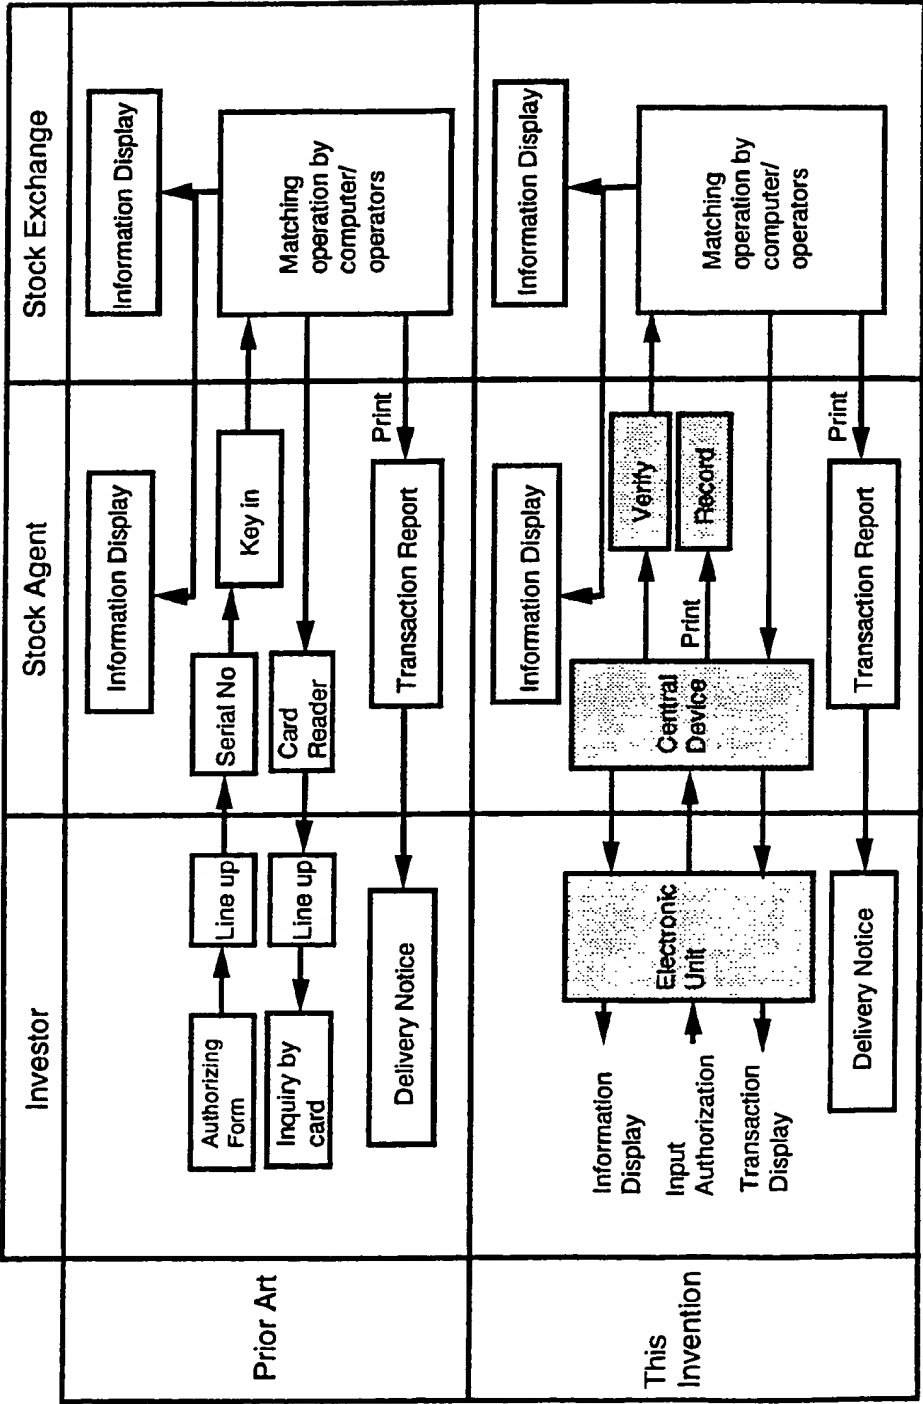 Investor
Stock Agent
Stock Exchange
Prior Art
Authorizing
Form
Line up
Serial No
Key in
Inquiry by
card
Line up
Card
Reader
Information Display
Information Display
Matching
operation by
computer/
operators
Delivery Notice
Transaction Report
Print
This
Invention
Information
Display
Input
Authorization
Transaction
Display
Electronic
Unit
Central
Device
Information Display
Verify
Print
Record
Information Display
Matching
operation by
computer/
operators
Delivery Notice
Transaction Report
Print